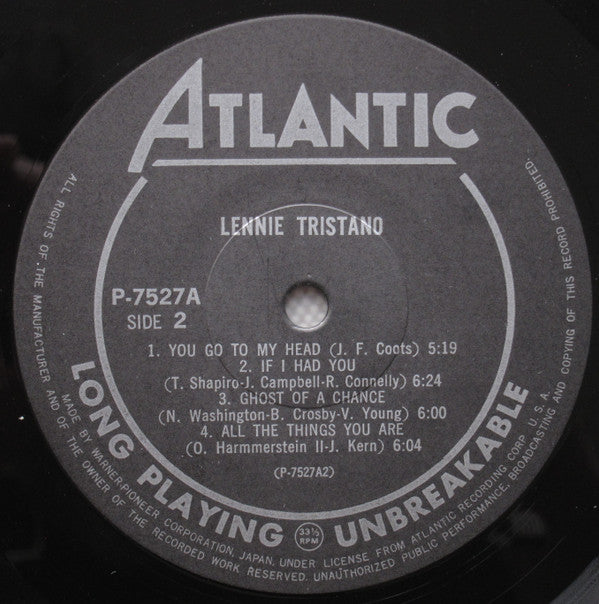 ATLANTIC
LENNIE TRISTANO
P-7527A
SIDE 2
1. YOU GO TO MY HEAD (J. F. Coots) 5:19
2. IF I HAD YOU
(T. Shapiro-J. Campbell-R. Connelly) 6:24
3. GHOST OF A CHANCE
(N. Washington-B. Crosby-V. Young) 6:00
4. ALL THE THINGS YOU ARE
(O. Harmmerstein II-J. Kern) 6:04
(P-7527A2)
LONG PLAYING 33⅓ RPM UNBREAKABLE
MADE BY WARNER-PIONEER CORPORATION, JAPAN, UNDER LICENSE FROM ATLANTIC RECORDING CORP. U. S. A.
ALL RIGHTS OF THE MANUFACTURER AND OF THE OWNER OF THE RECORDED WORK RESERVED. UNAUTHORIZED PUBLIC PERFORMANCE, BROADCASTING AND COPYING OF THIS RECORD PROHIBITED.